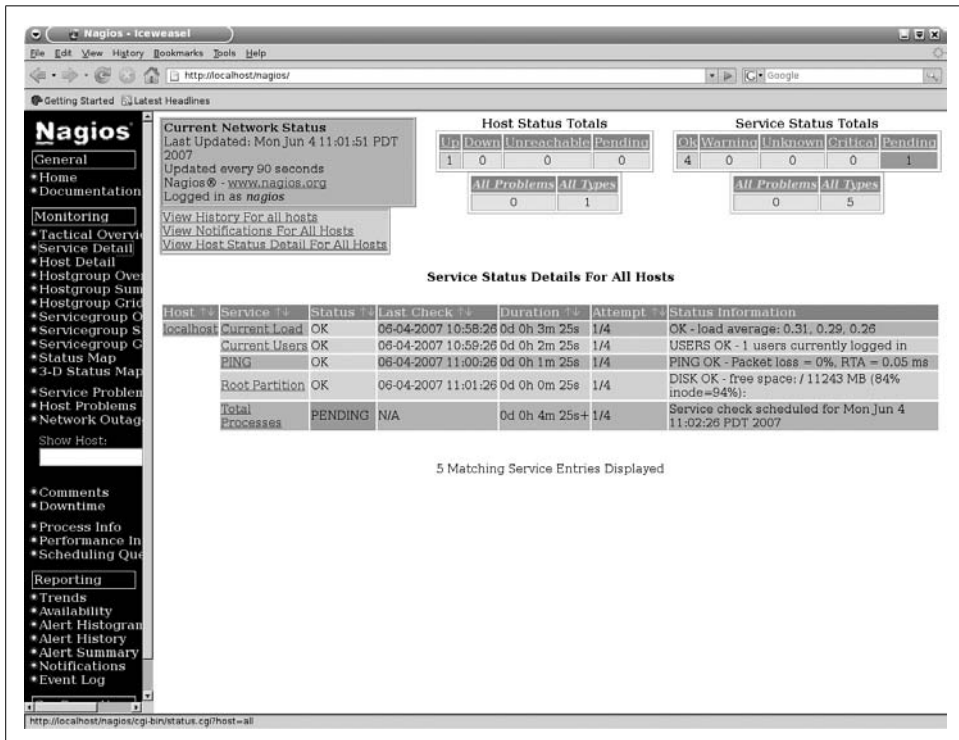 Nagios - Iceweasel
File Edit View History Bookmarks Tools Help
http://localhost/nagios/
Google
Getting Started Latest Headlines
Nagios
General
Home
Documentation
Monitoring
Tactical Overvi
Service Detail
Host Detail
Hostgroup Over
Hostgroup Sum
Hostgroup Grid
Servicegroup O
Servicegroup S
Servicegroup G
Status Map
3-D Status Map
Service Problem
Host Problems
Network Outag
Show Host:
Comments
Downtime
Process Info
Performance In
Scheduling Que
Reporting
Trends
Availability
Alert Histogram
Alert History
Alert Summary
Notifications
Event Log
Current Network Status
Last Updated: Mon Jun 4 11:01:51 PDT
2007
Updated every 90 seconds
Nagios® - www.nagios.org
Logged in as nagios
View History For all hosts
View Notifications For All Hosts
View Host Status Detail For All Hosts
Host Status Totals
Up Down Unreachable Pending
1 0 0 0
All Problems All Types
0 1
Service Status Totals
Ok Warning Unknown Critical Pending
4 0 0 0 1
All Problems All Types
0 5
Service Status Details For All Hosts
Host Service Status Last Check Duration Attempt Status Information
localhost Current Load OK 06-04-2007 10:58:26 0d 0h 3m 25s 1/4 OK - load average: 0.31, 0.29, 0.26
Current Users OK 06-04-2007 10:59:26 0d 0h 2m 25s 1/4 USERS OK - 1 users currently logged in
PING OK 06-04-2007 11:00:26 0d 0h 1m 25s 1/4 PING OK - Packet loss = 0%, RTA = 0.05 ms
Root Partition OK 06-04-2007 11:01:26 0d 0h 0m 25s 1/4 DISK OK - free space: / 11243 MB (84%
inode=94%):
Total
Processes PENDING N/A 0d 0h 4m 25s+ 1/4 Service check scheduled for Mon Jun 4
11:02:26 PDT 2007
5 Matching Service Entries Displayed
http://localhost/nagios/cgi-bin/status.cgi?host=all